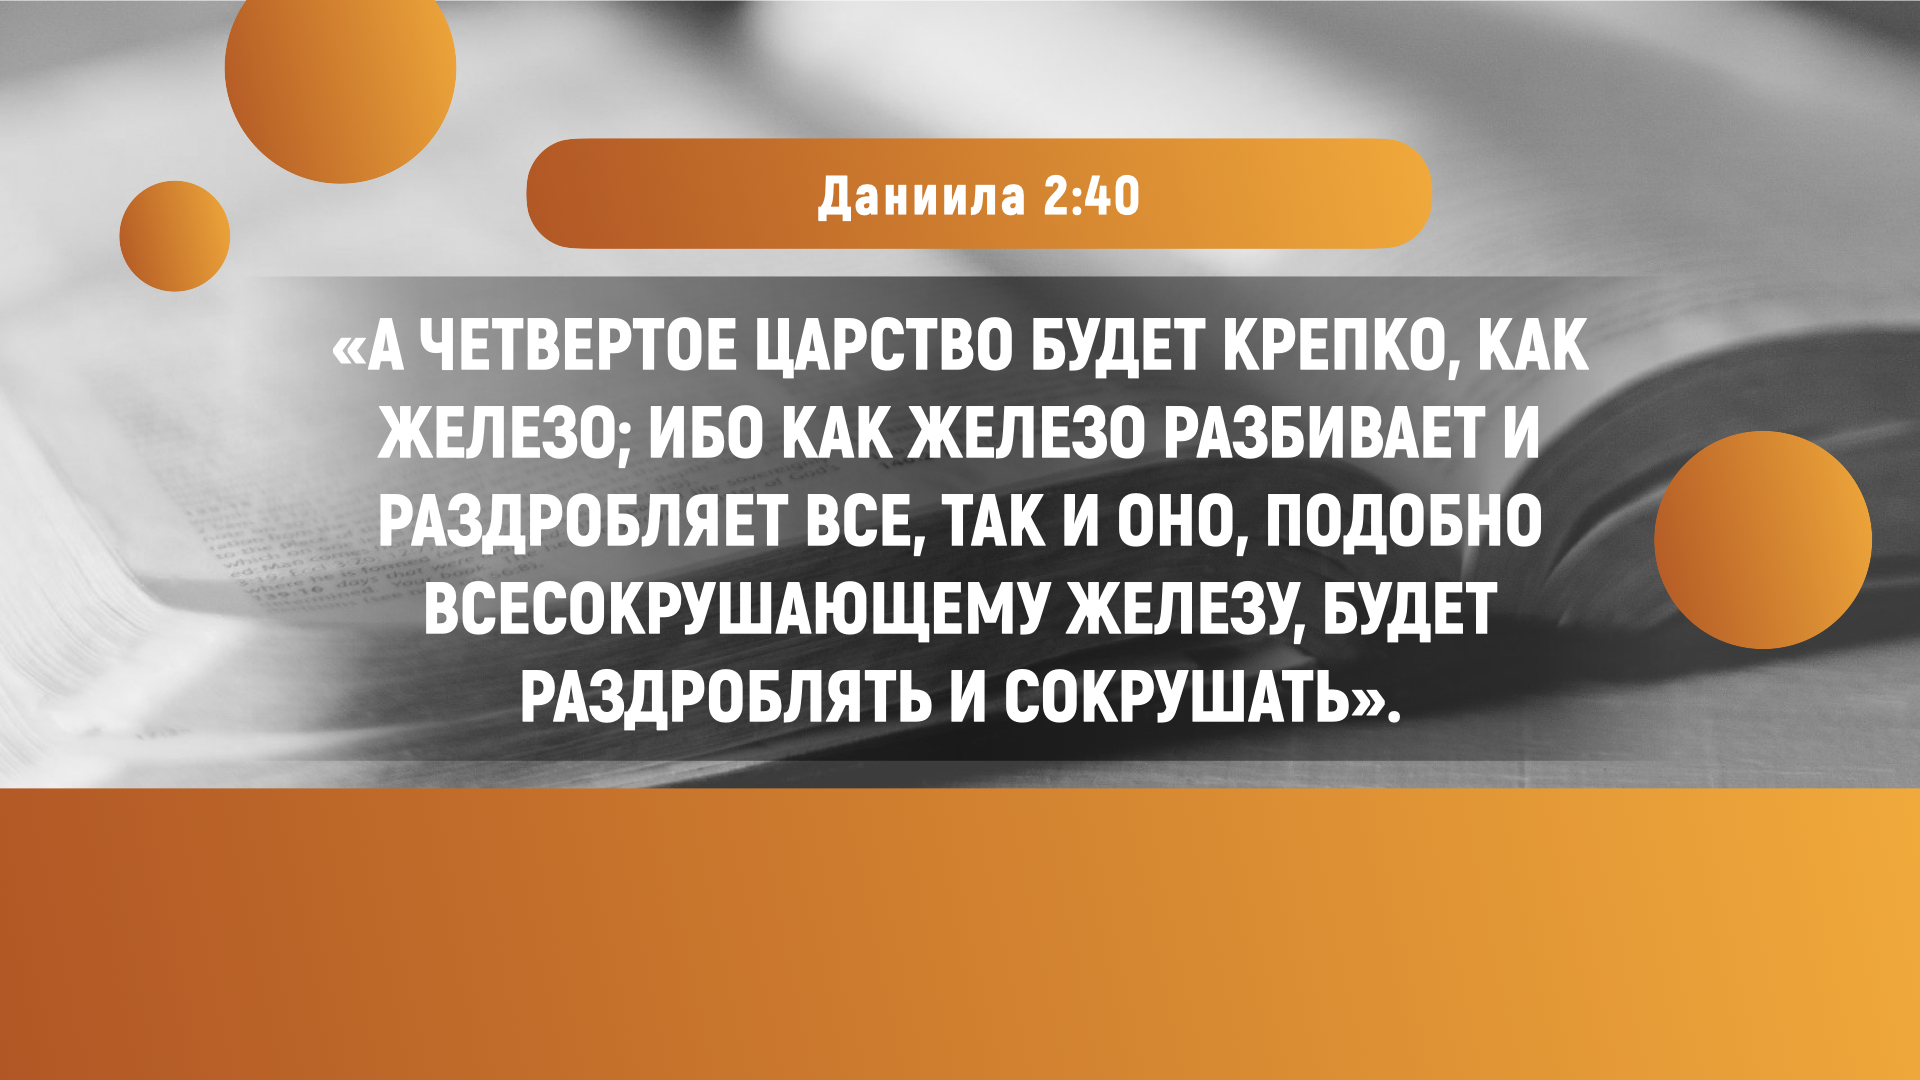 Даниила 2:40
«А ЧЕТВЕРТОЕ ЦАРСТВО БУДЕТ КРЕПКО, КАК
ЖЕЛЕЗО; ИБО КАК ЖЕЛЕЗО РАЗБИВАЕТ И
РАЗДРОБЛЯЕТ ВСЕ, ТАК И ОНО, ПОДОБНО
ВСЕСОКРУШАЮЩЕМУ ЖЕЛЕЗУ, БУДЕТ
РАЗДРОБЛЯТЬ И СОКРУШАТЬ».